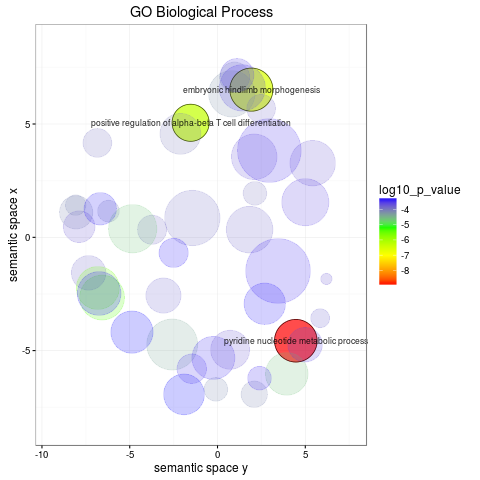 GO Biological Process
embryonic hindlimb morphogenesis
positive regulation of alpha-beta T cell differentiation
pyridine nucleotide metabolic process
semantic space x
5
0
-5
-10
-5
0
5
semantic space y
log10_p_value
-4
-5
-6
-7
-8